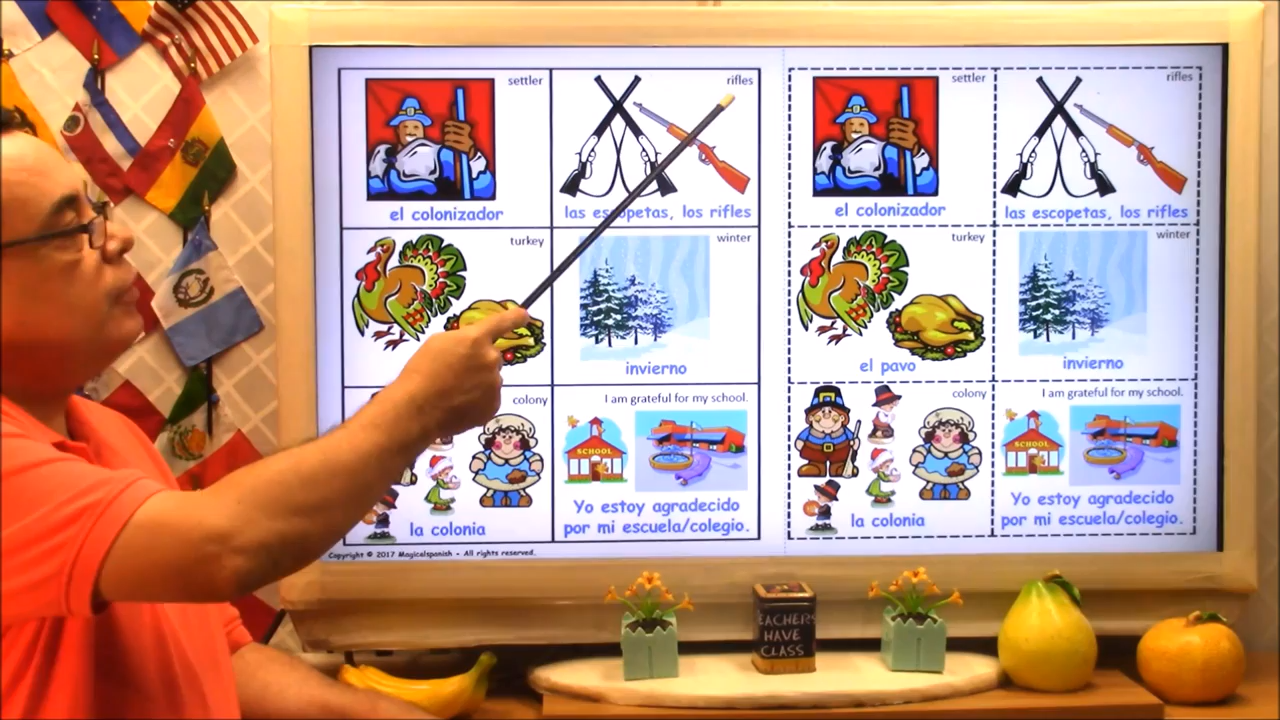 settler
el colonizador
rifles
las escopetas, los rifles
turkey
winter
invierno
colony
la colonia
I am grateful for my school.
SCHOOL
Yo estoy agradecido
por mi escuela/colegio.
Copyright © 2017 Magicalspanish • All rights reserved.
settler
el colonizador
rifles
las escopetas, los rifles
turkey
el pavo
winter
invierno
colony
la colonia
I am grateful for my school.
SCHOOL
Yo estoy agradecido
por mi escuela/colegio.
TEACHERS
HAVE
CLASS